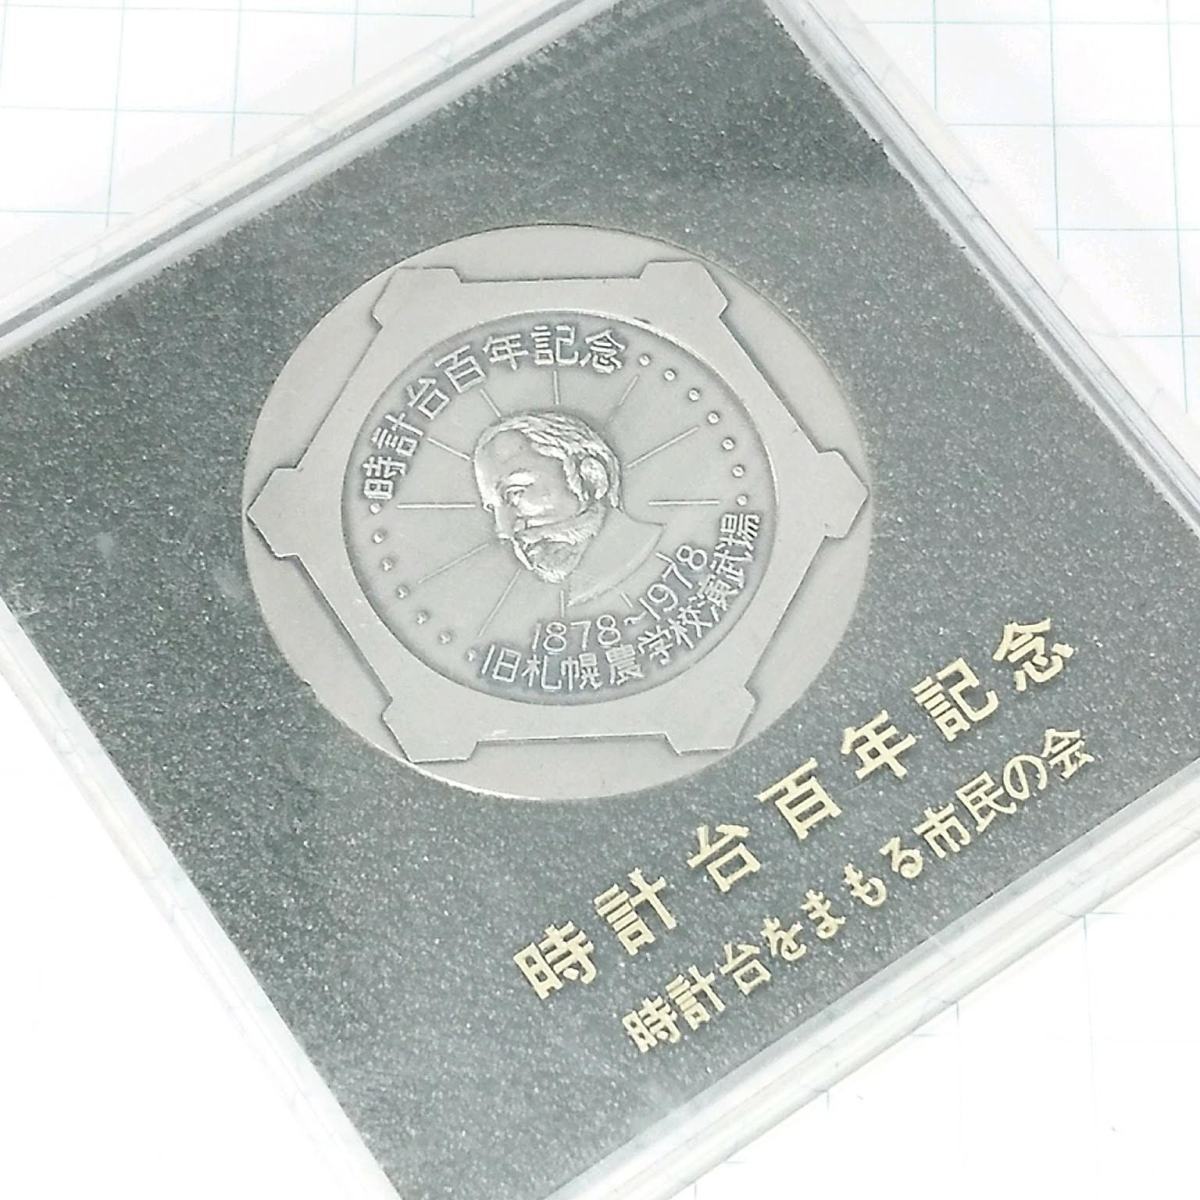 時計台百年記念
1878~1978
旧札幌農学校演武場
時計台百年記念
時計台をまもる市民の会